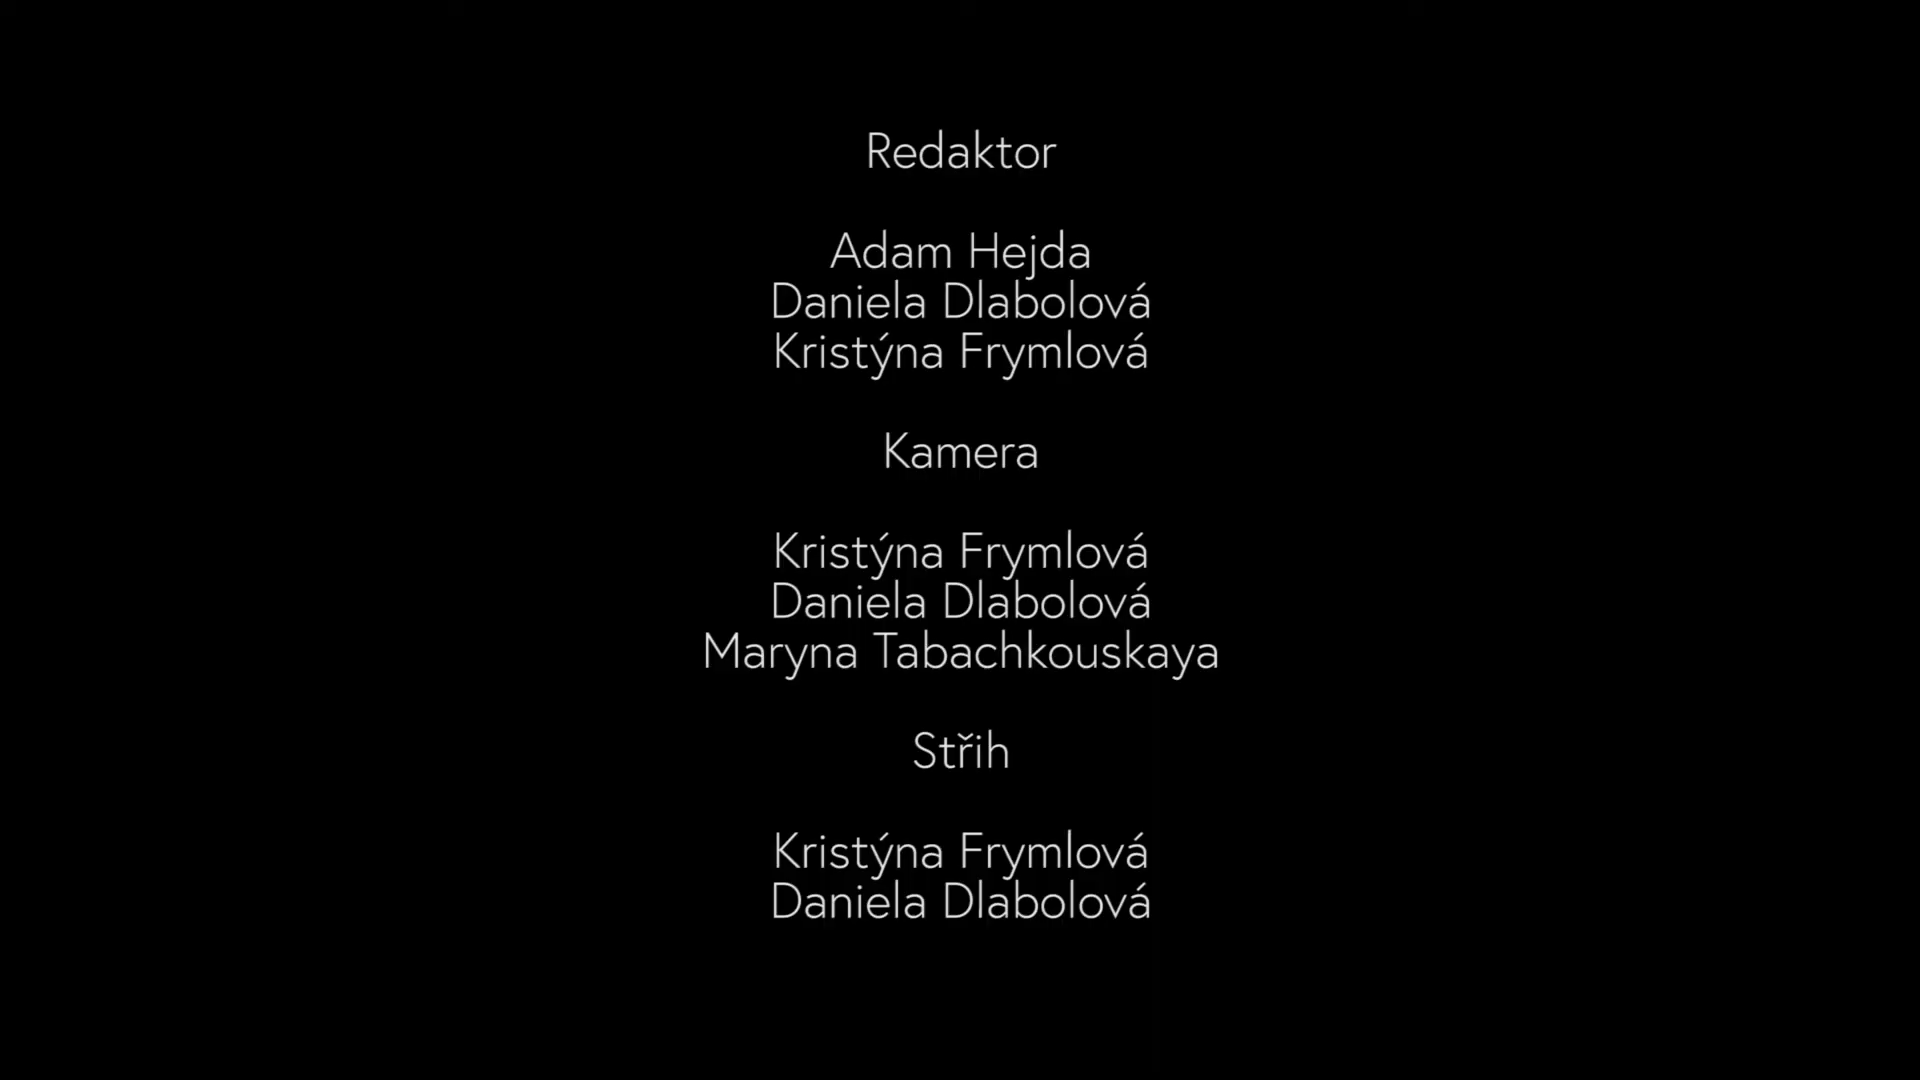 Redaktor
Adam Hejda
Daniela Dlabolová
Kristýna Frymlová
Kamera
Kristýna Frymlová
Daniela Dlabolová
Maryna Tabachkouskaya
Střih
Kristýna Frymlová
Daniela Dlabolová